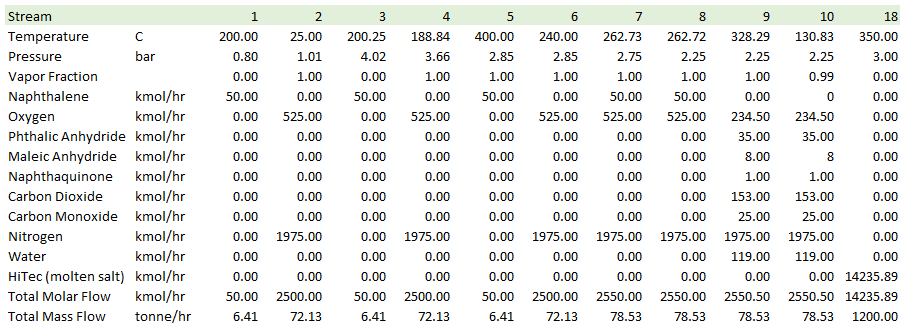 Stream 1 2 3 4 5 6 7 8 9 10 18
Temperature C 200.00 25.00 200.25 188.84 400.00 240.00 262.73 262.72 328.29 130.83 350.00
Pressure bar 0.80 1.01 4.02 3.66 2.85 2.85 2.75 2.25 2.25 2.25 3.00
Vapor Fraction 0.00 1.00 0.00 1.00 1.00 1.00 1.00 1.00 1.00 0.99 0.00
Naphthalene kmol/hr 50.00 0.00 50.00 0.00 50.00 0.00 50.00 50.00 0.00 0 0.00
Oxygen kmol/hr 0.00 525.00 0.00 525.00 0.00 525.00 525.00 525.00 234.50 234.50 0.00
Phthalic Anhydride kmol/hr 0.00 0.00 0.00 0.00 0.00 0.00 0.00 0.00 35.00 35.00 0.00
Maleic Anhydride kmol/hr 0.00 0.00 0.00 0.00 0.00 0.00 0.00 0.00 8.00 8 0.00
Naphthaquinone kmol/hr 0.00 0.00 0.00 0.00 0.00 0.00 0.00 0.00 1.00 1.00 0.00
Carbon Dioxide kmol/hr 0.00 0.00 0.00 0.00 0.00 0.00 0.00 0.00 153.00 153.00 0.00
Carbon Monoxide kmol/hr 0.00 0.00 0.00 0.00 0.00 0.00 0.00 0.00 25.00 25.00 0.00
Nitrogen kmol/hr 0.00 1975.00 0.00 1975.00 0.00 1975.00 1975.00 1975.00 1975.00 1975.00 0.00
Water kmol/hr 0.00 0.00 0.00 0.00 0.00 0.00 0.00 0.00 119.00 119.00 0.00
HiTec (molten salt) kmol/hr 0.00 0.00 0.00 0.00 0.00 0.00 0.00 0.00 0.00 0.00 14235.89
Total Molar Flow kmol/hr 50.00 2500.00 50.00 2500.00 50.00 2500.00 2550.00 2550.00 2550.50 2550.50 14235.89
Total Mass Flow tonne/hr 6.41 72.13 6.41 72.13 6.41 72.13 78.53 78.53 78.53 78.53 1200.00